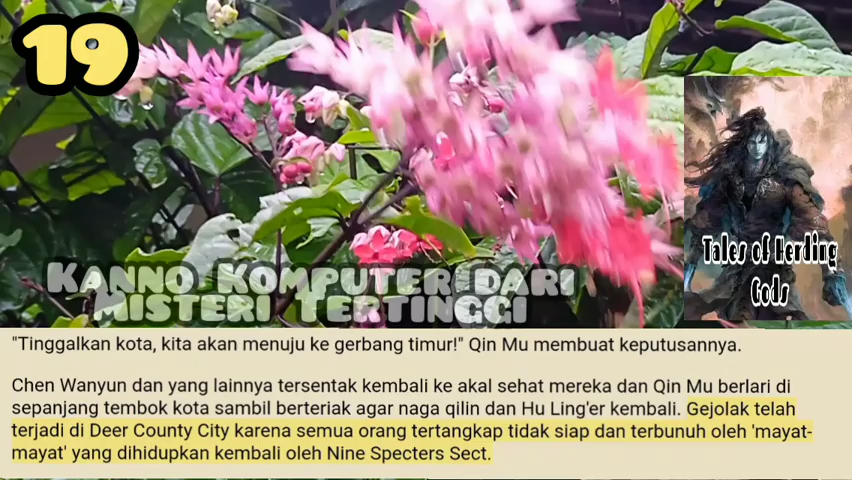 19
Tales of Herding
Gods
Kanno Komputer dari
Misteri Tertinggi
"Tinggalkan kota, kita akan menuju ke gerbang timur!" Qin Mu membuat keputusannya.
Chen Wanyun dan yang lainnya tersentak kembali ke akal sehat mereka dan Qin Mu berlari di
sepanjang tembok kota sambil berteriak agar naga qilin dan Hu Ling'er kembali. Gejolak telah
terjadi di Deer County City karena semua orang tertangkap tidak siap dan terbunuh oleh 'mayat-
mayat' yang dihidupkan kembali oleh Nine Specters Sect.